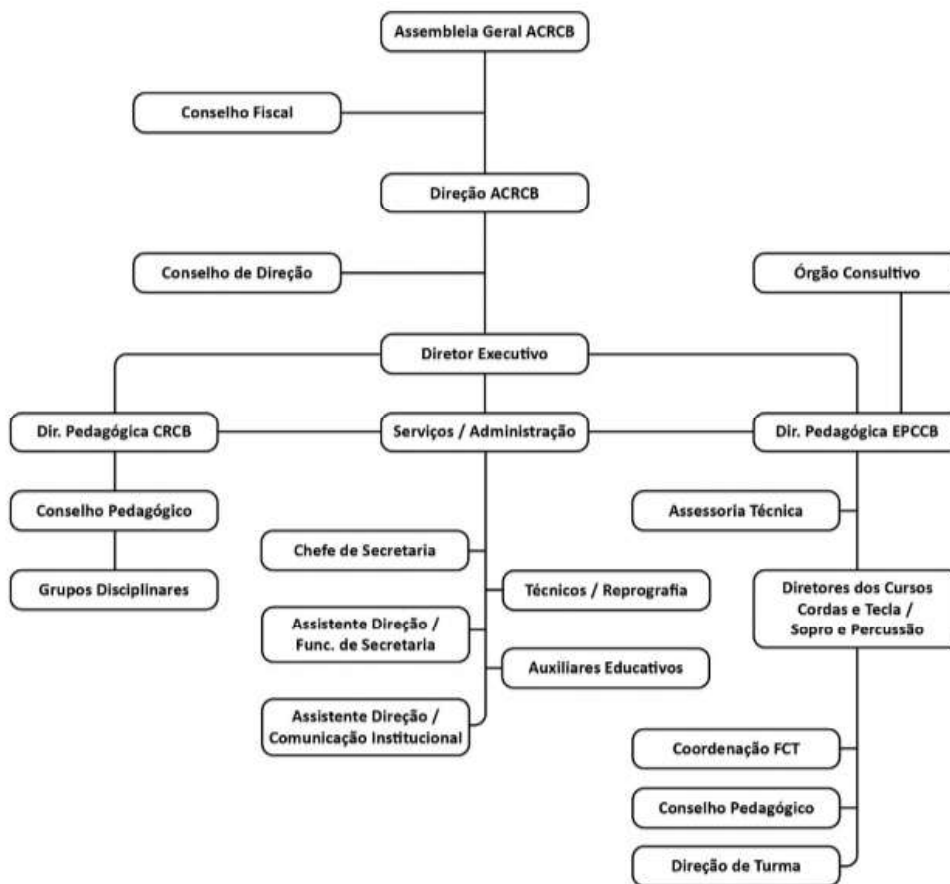 Assembleia Geral ACRCB
Conselho Fiscal
Direção ACRCB
Conselho de Direção
Órgão Consultivo
Diretor Executivo
Dir. Pedagógica CRCB
Serviços / Administração
Dir. Pedagógica EPCCB
Conselho Pedagógico
Assessoria Técnica
Chefe de Secretaria
Grupos Disciplinares
Técnicos / Reprografia
Diretores dos Cursos
Cordas e Tecla /
Sopro e Percussão
Assistente Direção /
Func. de Secretaria
Auxiliares Educativos
Assistente Direção /
Comunicação Institucional
Coordenação FCT
Conselho Pedagógico
Direção de Turma